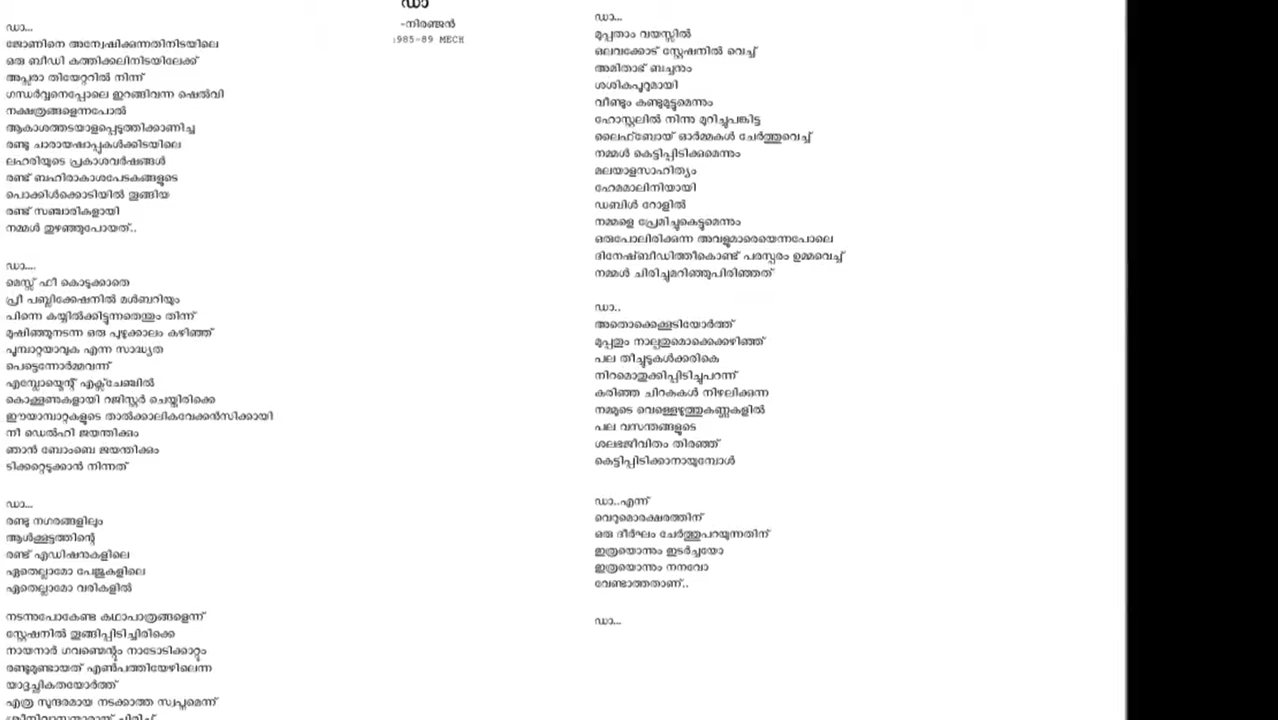 ഡാ
-നിരഞ്ജൻ
1985-89 MECH
ഡാ...
ജോണിനെ അന്വേഷിക്കുന്നതിനിടയിലെ
ഒരു ബീഡി കത്തിക്കലിനിടയിലേക്ക്
അപ്സരാ തിയേറ്ററിൽ നിന്ന്
ഗന്ധർവ്വനെപ്പോലെ ഇറങ്ങിവന്ന ഷെൽവി
നക്ഷത്രങ്ങളെന്നപോൽ
ആകാശത്തടയാളപ്പെടുത്തിക്കാണിച്ച
രണ്ടു ചാരായഷാപ്പുകൾക്കിടയിലെ
ലഹരിയുടെ പ്രകാശവർഷങ്ങൾ
രണ്ട് ബഹിരാകാശപേടകങ്ങളുടെ
പൊക്കിൾക്കൊടിയിൽ തൂങ്ങിയ
രണ്ട് സഞ്ചാരികളായി
നമ്മൾ തുഴഞ്ഞുപോയത്..
ഡാ....
മെസ്സ് ഫീ കൊടുക്കാതെ
പ്രീ പബ്ലിക്കേഷനിൽ മൾബറിയും
പിന്നെ കയ്യിൽക്കിട്ടുന്നതെന്തും തിന്ന്
മുഷിഞ്ഞുനടന്ന ഒരു പുഴുക്കാലം കഴിഞ്ഞ്
പൂമ്പാറ്റയാവുക എന്ന സാദ്ധ്യത
പെട്ടെന്നോർമ്മവന്ന്
എമ്പ്ലോയ്മെന്റ് എക്സ്ചേഞ്ചിൽ
കൊക്കൂണുകളായി റജിസ്റ്റർ ചെയ്തിരിക്കെ
ഈയാമ്പാറ്റകളുടെ താൽക്കാലികവേക്കൻസിക്കായി
നീ ഡെൽഹി ജയന്തിക്കും
ഞാൻ ബോംബെ ജയന്തിക്കും
ടിക്കറ്റെടുക്കാൻ നിന്നത്
ഡാ...
രണ്ടു നഗരങ്ങളിലും
ആൾക്കൂട്ടത്തിന്റെ
രണ്ട് എഡിഷനുകളിലെ
ഏതെല്ലാമോ പേജുകളിലെ
ഏതെല്ലാമോ വരികളിൽ
നടന്നുപോകേണ്ട കഥാപാത്രങ്ങളെന്ന്
സ്റ്റേഷനിൽ തൂങ്ങിപ്പിടിച്ചിരിക്കെ
നായനാർ ഗവണ്മെന്റും നാടോടിക്കാറ്റും
രണ്ടുമുണ്ടായത് എൺപത്തിയേഴിലെന്ന
യാദൃച്ഛികതയോർത്ത്
എത്ര സുന്ദരമായ നടക്കാത്ത സ്വപ്നമെന്ന്
ഡാ...
മുപ്പതാം വയസ്സിൽ
ഒലവക്കോട് സ്റ്റേഷനിൽ വെച്ച്
അമിതാഭ് ബച്ചനും
ശശികപൂറുമായി
വീണ്ടും കണ്ടുമുട്ടുമെന്നും
ഹോസ്റ്റലിൽ നിന്നു മുറിച്ചുപങ്കിട്ട
ലൈഫ്ബോയ് ഓർമ്മകൾ ചേർത്തുവെച്ച്
നമ്മൾ കെട്ടിപ്പിടിക്കുമെന്നും
മലയാളസാഹിത്യം
ഹേമമാലിനിയായി
ഡബിൾ റോളിൽ
നമ്മളെ പ്രേമിച്ചുകെട്ടുമെന്നും
ഒരുപോലിരിക്കുന്ന അവളുമാരെയെന്നപോലെ
ദിനേഷ്ബീഡിത്തീകൊണ്ട് പരസ്പരം ഉമ്മവെച്ച്
നമ്മൾ ചിരിച്ചുമറിഞ്ഞുപിരിഞ്ഞത്
ഡാ..
അതൊക്കെക്കൂടിയോർത്ത്
മുപ്പതും നാല്പതുമൊക്കെക്കഴിഞ്ഞ്
പല തീച്ചൂടുകൾക്കരികെ
നിറമൊതുക്കിപ്പിടിച്ചുപറന്ന്
കരിഞ്ഞ ചിറകുകൾ നിഴലിക്കുന്ന
നമ്മുടെ വെള്ളെഴുത്തുകണ്ണുകളിൽ
പല വസന്തങ്ങളുടെ
ശലഭജീവിതം തിരഞ്ഞ്
കെട്ടിപ്പിടിക്കാനായുമ്പോൾ
ഡാ..എന്ന്
വെറുമൊരക്ഷരത്തിന്
ഒരു ദീർഘം ചേർത്തുപറയുന്നതിന്
ഇത്രയൊന്നും ഇടർച്ചയോ
ഇത്രയൊന്നും നനവോ
വേണ്ടാത്തതാണ്..
ഡാ...